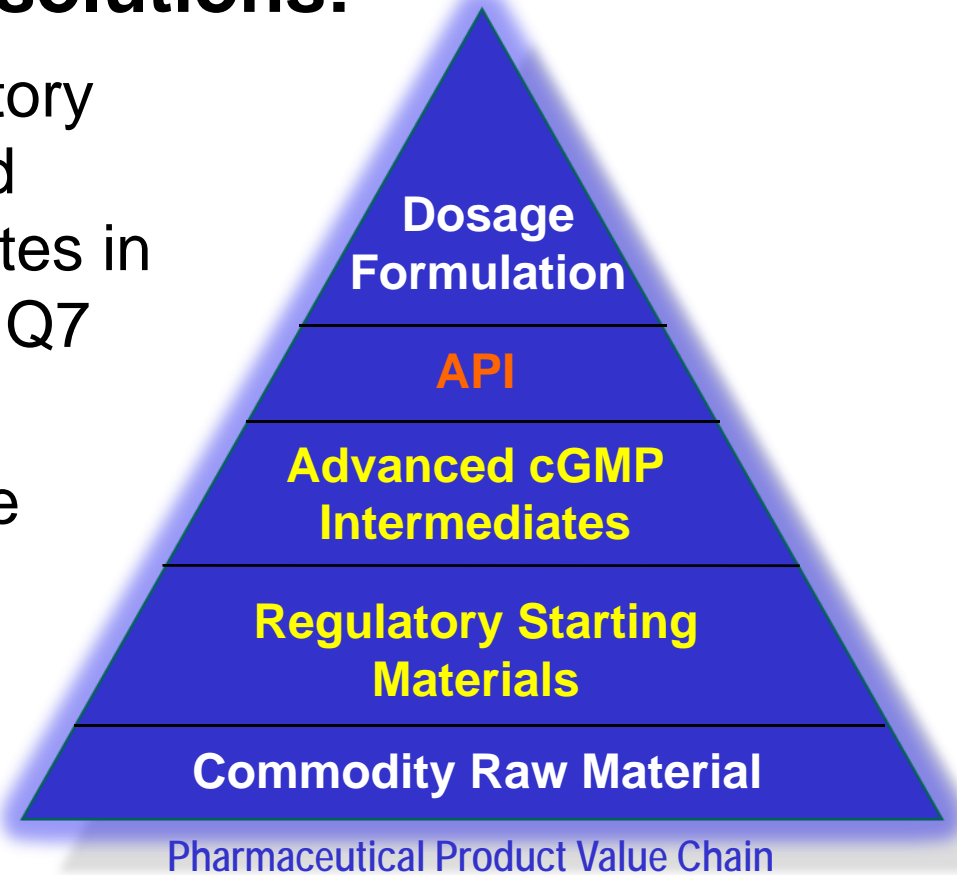 solutions.
tory
d
tes in
Q7
e
Dosage
Formulation
API
Advanced cGMP
Intermediates
Regulatory Starting
Materials
Commodity Raw Material
Pharmaceutical Product Value Chain